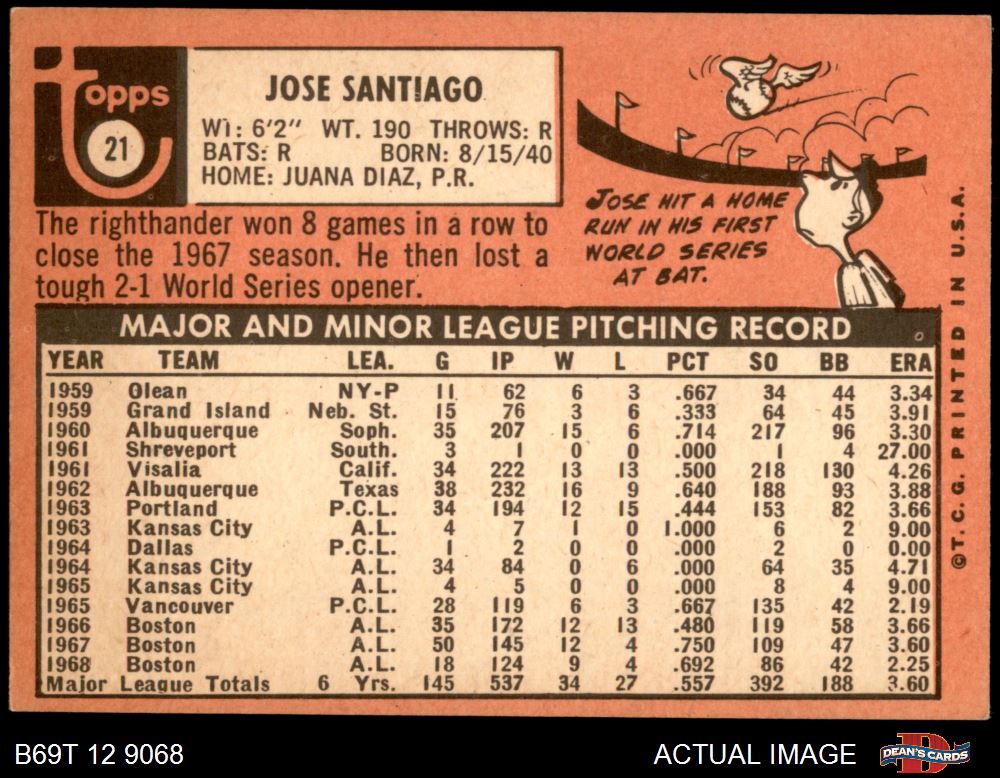 Topps
21
JOSE SANTIAGO
WT: 6'2" WT. 190 THROWS: R
BATS: R BORN: 8/15/40
HOME: JUANA DIAZ, P.R.
The righthander won 8 games in a row to
close the 1967 season. He then lost a
tough 2-1 World Series opener.
JOSE HIT A HOME
RUN IN HIS FIRST
WORLD SERIES
AT BAT.
MAJOR AND MINOR LEAGUE PITCHING RECORD
YEAR TEAM LEA. G IP W L PCT SO BB ERA
1959 Olean NY-P 11 62 6 3 .667 34 44 3.34
1959 Grand Island Neb. St. 15 76 3 6 .333 64 45 3.91
1960 Albuquerque Soph. 35 207 15 6 .714 217 96 3.30
1961 Shreveport South. 3 1 0 0 .000 1 4 27.00
1961 Visalia Calif. 34 222 13 13 .500 218 130 4.26
1962 Albuquerque Texas 38 232 16 9 .640 188 93 3.88
1963 Portland P.C.L. 34 194 12 15 .444 153 82 3.66
1963 Kansas City A.L. 4 7 1 0 1.000 6 2 9.00
1964 Dallas P.C.L. 1 2 0 0 .000 2 0 0.00
1964 Kansas City A.L. 34 84 0 6 .000 64 35 4.71
1965 Kansas City A.L. 4 5 0 0 .000 8 4 9.00
1965 Vancouver P.C.L. 28 119 6 3 .667 135 42 2.19
1966 Boston A.L. 35 172 12 13 .480 119 58 3.66
1967 Boston A.L. 50 145 12 4 .750 109 47 3.60
1968 Boston A.L. 18 124 9 4 .692 86 42 2.25
Major League Totals 6 Yrs. 145 537 34 27 .557 392 188 3.60
©T.C.G. PRINTED IN U.S.A.
B69T 12 9068
ACTUAL IMAGE
DEAN'S CARDS